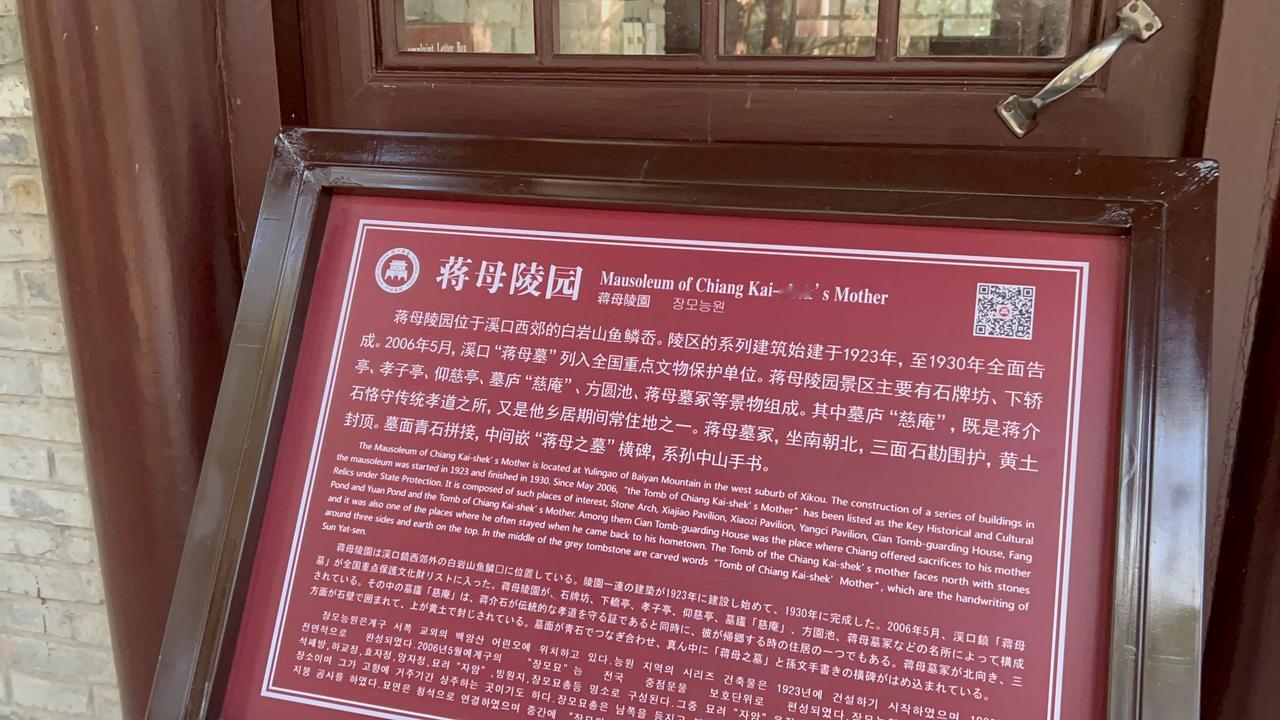 Complaint Letter Box
蒋母陵园
Mausoleum of Chiang Kai-shek's Mother
蒋母陵園 장모능원
蒋母陵园位于溪口西郊的白岩山鱼鳞岙。陵区的系列建筑始建于1923年，至1930年全面告
成。2006年5月，溪口“蒋母墓”列入全国重点文物保护单位。蒋母陵园景区主要有石牌坊、下轿
亭、孝子亭、仰慈亭、墓庐“慈庵”、方圆池、蒋母墓冢等景物组成。其中墓庐“慈庵”，既是蒋介
石恪守传统孝道之所，又是他乡居期间常住地之一。蒋母墓冢，坐南朝北，三面石勘围护，黄土
封顶。墓面青石拼接，中间嵌“蒋母之墓”横碑，系孙中山手书。
The Mausoleum of Chiang Kai-shek's Mother is located at Yulingao of Baiyan Mountain in the west suburb of Xikou. The construction of a series of buildings in
the mausoleum was started in 1923 and finished in 1930. Since May 2006, "the Tomb of Chiang Kai-shek's Mother" has been listed as the Key Historical and Cultural
Relics under State Protection. It is composed of such places of interest, Stone Arch, Xiajiao Pavilion, Xiaozi Pavilion, Yangci Pavilion, Cian Tomb-guarding House, Fang
Pond and Yuan Pond and the Tomb of Chiang Kai-shek's Mother. Among them Cian Tomb-guarding House was the place where Chiang offered sacrifices to his mother
and it was also one of the places where he often stayed when he came back to his hometown. The Tomb of the Chiang Kai-shek's mother faces north with stones
around three sides and earth on the top. In the middle of the grey tombstone are carved words "Tomb of Chiang Kai-shek' Mother", which are the handwriting of
Sun Yat-sen.
蒋母陵園は溪口鎮西郊外の白岩山魚鱗□に位置している。陵園一連の建築が1923年に建設し始めて、1930年に完成した。2006年5月、溪口鎮「蒋母
墓」が全国重点保護文化財リストに入った。蒋母陵園が、石牌坊、下轎亭、孝子亭、仰慈亭、墓廬「慈庵」、方圓池、蒋母墓冢などの名所によって構成
されている。その中の墓廬「慈庵」は、蒋介石が伝統的な孝道を守る証であると同時に、彼が帰郷する時の住居の一つでもある。蒋母墓冢が北向き、三
方面が石壁で囲まれて、上が黄土で封じされている。墓面が青石でつなぎ合わせ、真ん中に「蒋母之墓」と孫文手書きの横碑がはめ込まれている。
장모능원은계구 서쪽 교외의 백암산 어린오에 위치하고 있다.능원 지역의 시리즈 건축물은 1923년에 건설하기 시작하였으며
전면적으로 완성되였다.2006년5월에계구의 "장모묘"는 전국 중점문물 보호단위로 편성되였다.
석패방,하교정,효자정,앙자정,묘려 "자암",방원지,장모묘총등 명소로 구성된다.그중 묘려 "자암"
장소이며 그가 고향에 거주기간 상주하는 곳이기도 하다.장모묘총은 남쪽을 등지고
지붕 공사를 하였다.묘면은 청석으로 연결하였으며 중간에